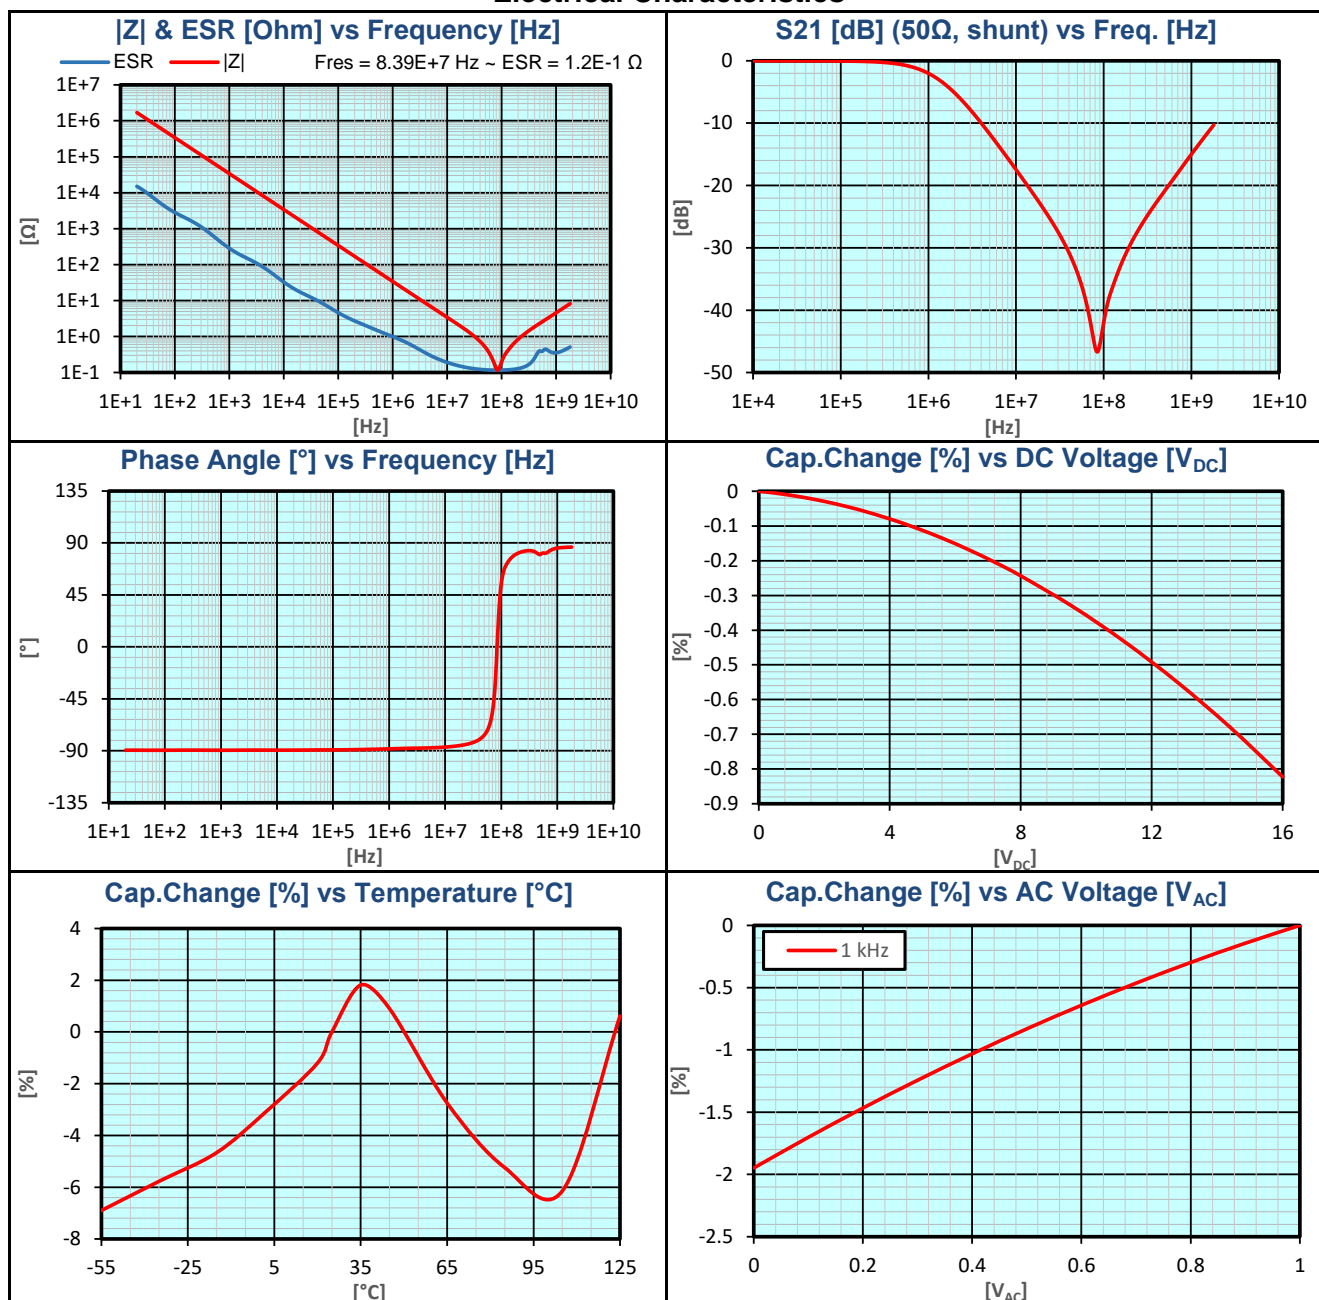 |Z| & ESR [Ohm] vs Frequency [Hz]
ESR |Z| Fres = 8.39E+7 Hz ~ ESR = 1.2E-1 Ω
1E+7
1E+6
1E+5
1E+4
1E+3
1E+2
1E+1
1E+0
1E-1
[Ω]
1E+1 1E+2 1E+3 1E+4 1E+5 1E+6 1E+7 1E+8 1E+9 1E+10
[Hz]
S21 [dB] (50Ω, shunt) vs Freq. [Hz]
0
-10
-20
-30
-40
-50
[dB]
1E+4 1E+5 1E+6 1E+7 1E+8 1E+9 1E+10
[Hz]
Phase Angle [°] vs Frequency [Hz]
135
90
45
0
-45
-90
-135
[°]
1E+1 1E+2 1E+3 1E+4 1E+5 1E+6 1E+7 1E+8 1E+9 1E+10
[Hz]
Cap.Change [%] vs DC Voltage [VDC]
0
-0.1
-0.2
-0.3
-0.4
-0.5
-0.6
-0.7
-0.8
-0.9
[%]
0 4 8 12 16
[VDC]
Cap.Change [%] vs Temperature [°C]
4
2
0
-2
-4
-6
-8
[%]
-55 -25 5 35 65 95 125
[°C]
Cap.Change [%] vs AC Voltage [VAC]
1 kHz
0
-0.5
-1
-1.5
-2
-2.5
[%]
0 0.2 0.4 0.6 0.8 1
[VAC]